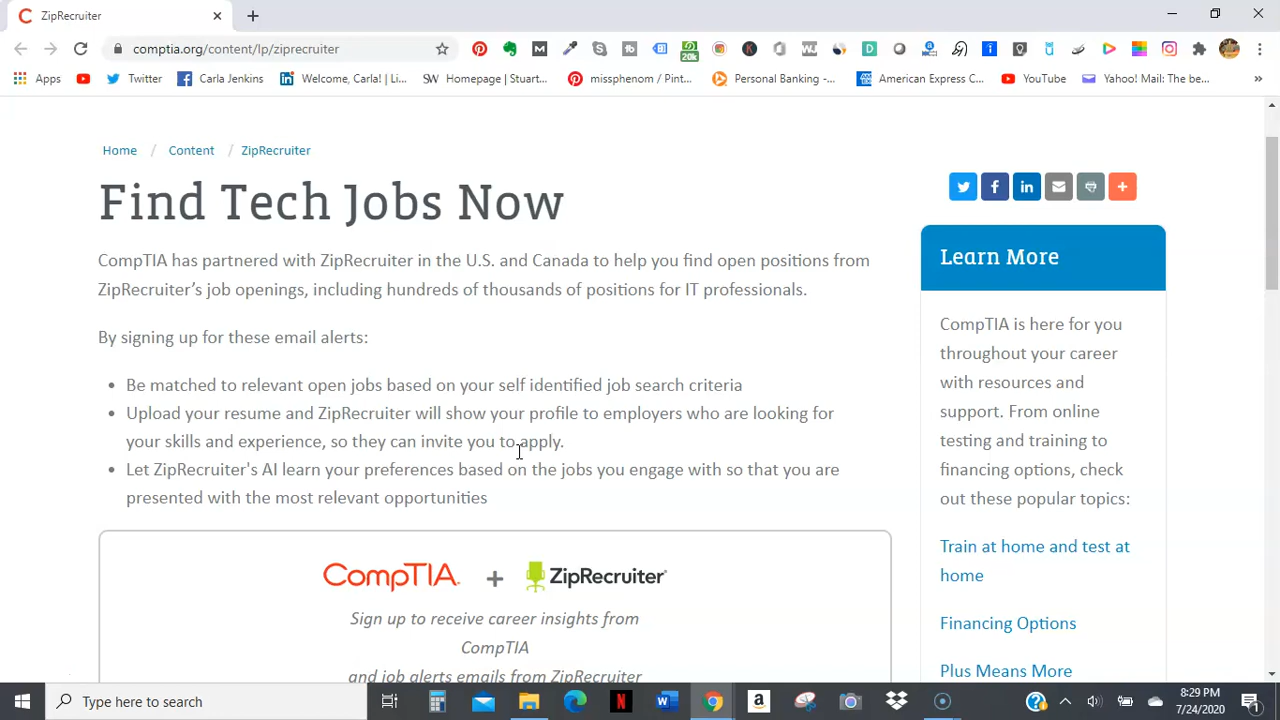 ZipRecruiter
comptia.org/content/lp/ziprecruiter
20k
Apps
Twitter
Carla Jenkins
Welcome, Carla! | Li...
SW Homepage | Stuart...
missphenom / Pint...
Personal Banking -...
American Express C...
YouTube
Yahoo! Mail: The be...
»
Home / Content / ZipRecruiter
Find Tech Jobs Now
CompTIA has partnered with ZipRecruiter in the U.S. and Canada to help you find open positions from
ZipRecruiter’s job openings, including hundreds of thousands of positions for IT professionals.
By signing up for these email alerts:
• Be matched to relevant open jobs based on your self identified job search criteria
• Upload your resume and ZipRecruiter will show your profile to employers who are looking for
your skills and experience, so they can invite you to apply.
• Let ZipRecruiter's AI learn your preferences based on the jobs you engage with so that you are
presented with the most relevant opportunities
CompTIA. + ZipRecruiter
Sign up to receive career insights from
CompTIA
and job alerts emails from ZipRecruiter
Learn More
CompTIA is here for you
throughout your career
with resources and
support. From online
testing and training to
financing options, check
out these popular topics:
Train at home and test at
home
Financing Options
Plus Means More
Type here to search
8:29 PM
7/24/2020
1